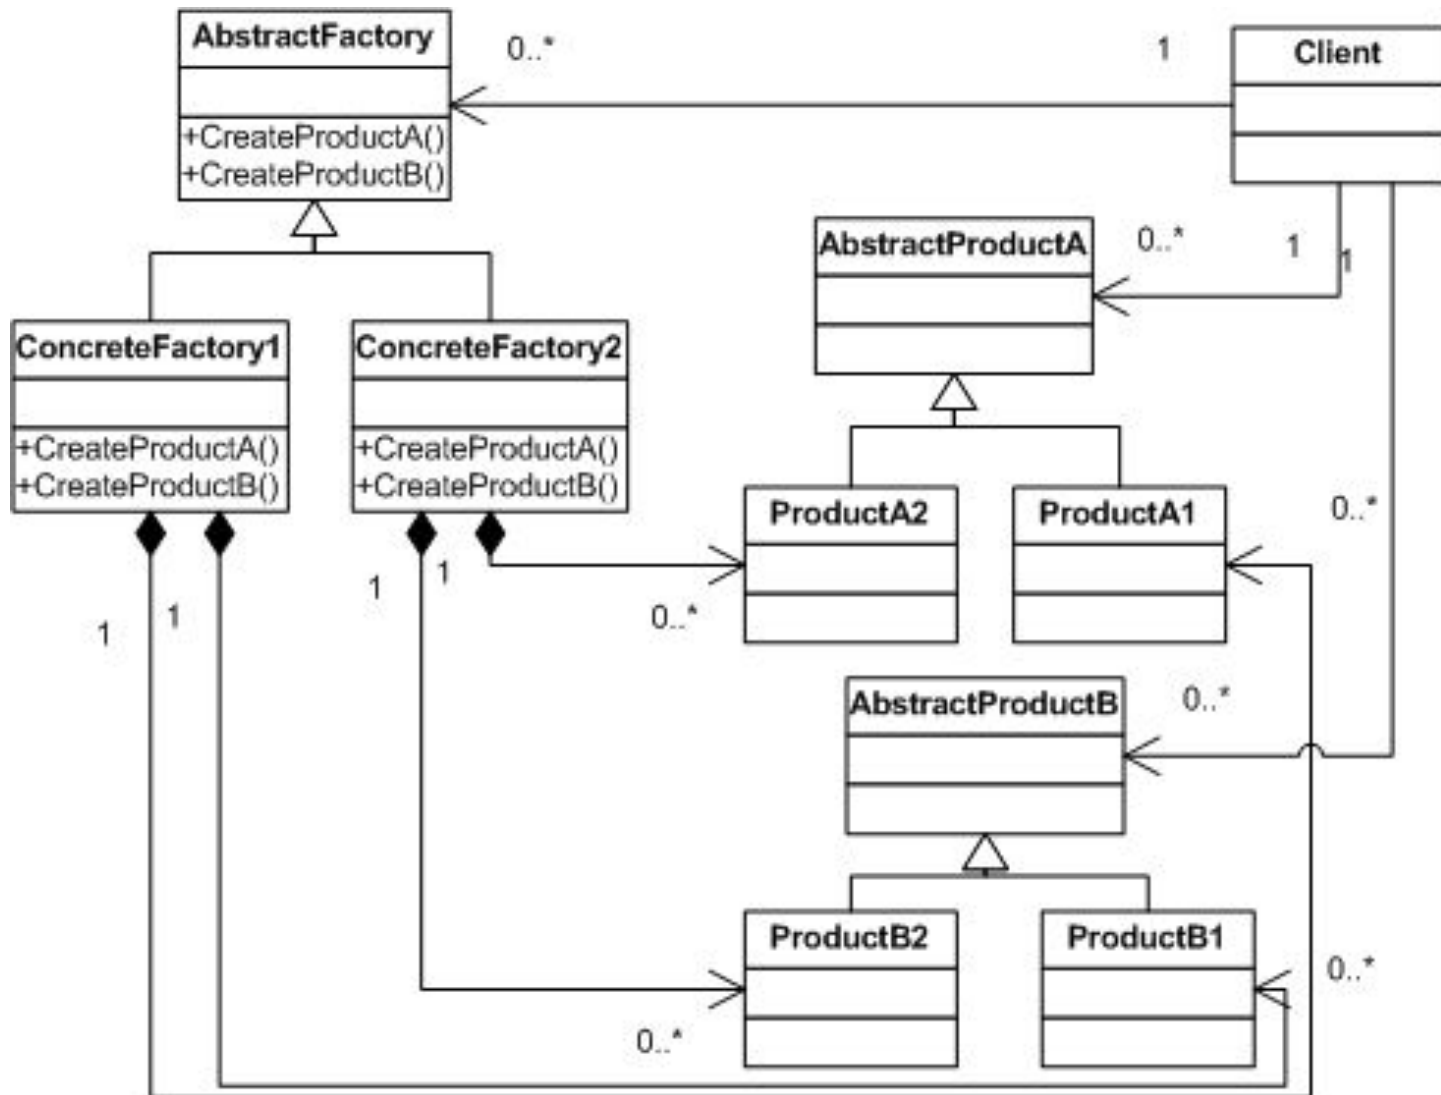 AbstractFactory
+CreateProductA()
+CreateProductB()
0..*
1
Client
AbstractProductA
0..*
1
1
ConcreteFactory1
+CreateProductA()
+CreateProductB()
ConcreteFactory2
+CreateProductA()
+CreateProductB()
ProductA2
ProductA1
0..*
1
1
1
1
0..*
AbstractProductB
0..*
ProductB2
ProductB1
0..*
0..*